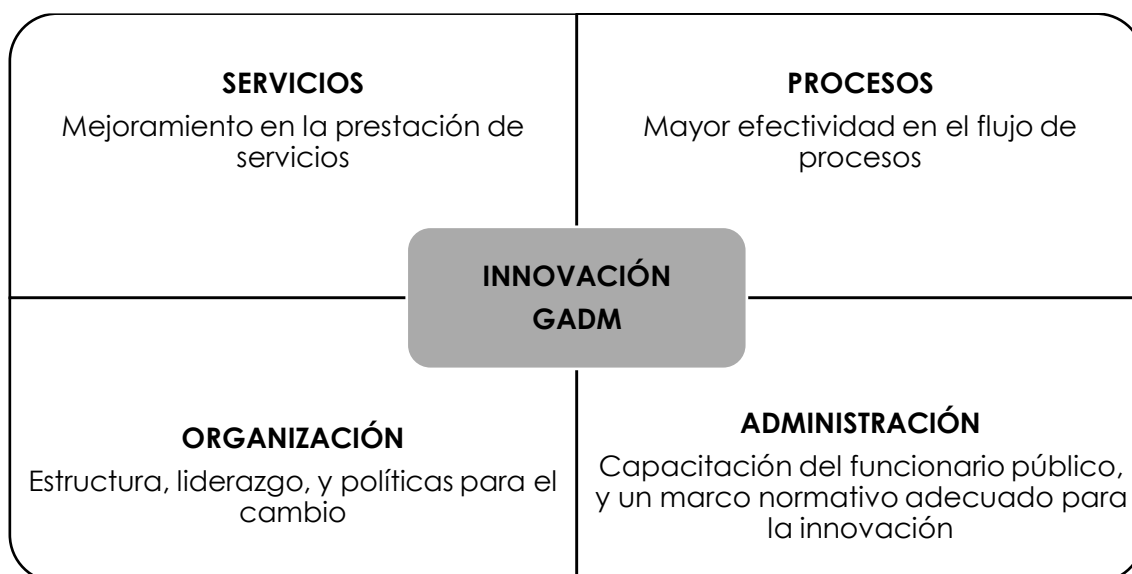 SERVICIOS
Mejoramiento en la prestación de
servicios
PROCESOS
Mayor efectividad en el flujo de
procesos
INNOVACIÓN
GADM
ORGANIZACIÓN
Estructura, liderazgo, y políticas para el
cambio
ADMINISTRACIÓN
Capacitación del funcionario público,
y un marco normativo adecuado para
la innovación